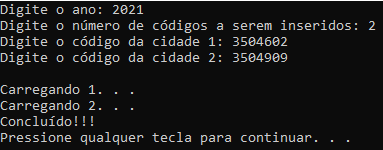 Digite o ano: 2021
Digite o número de códigos a serem inseridos: 2
Digite o código da cidade 1: 3504602
Digite o código da cidade 2: 3504909
Carregando 1. . .
Carregando 2. . .
Concluído!!!
Pressione qualquer tecla para continuar. . .